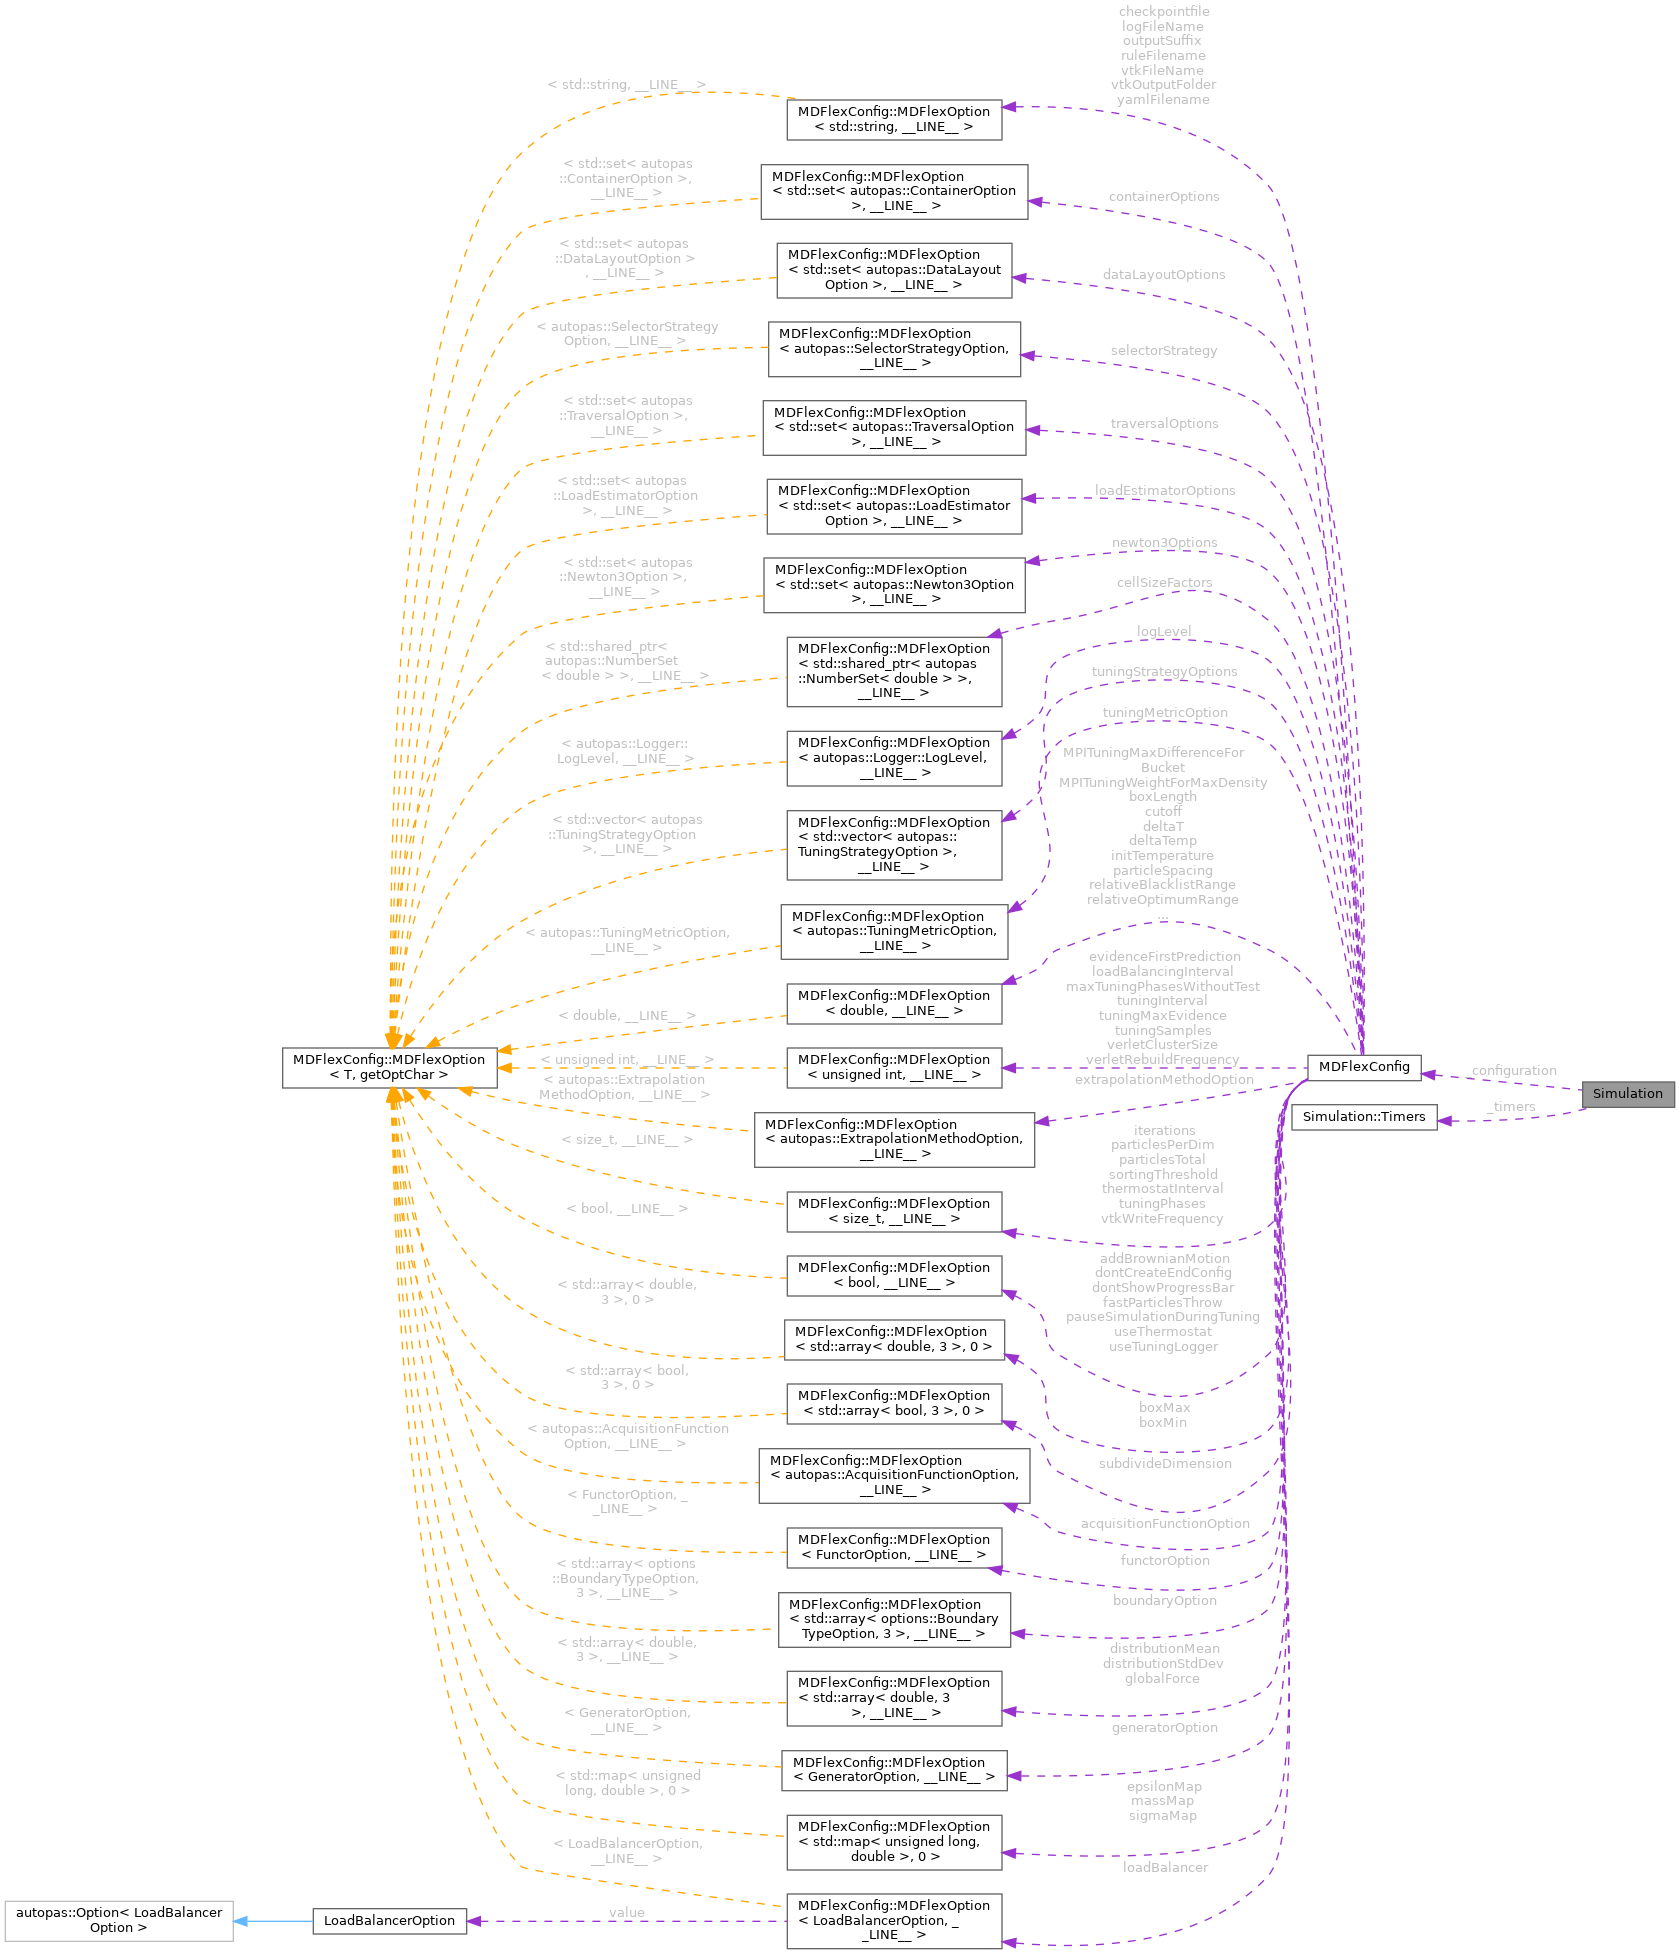 checkpointfile
logFileName
outputSuffix
ruleFilename
vtkFileName
vtkOutputFolder
yamlFilename
< std::string, __LINE__ >
MDFlexConfig::MDFlexOption
< std::string, __LINE__ >
< std::set< autopas
::ContainerOption >,
__LINE__ >
MDFlexConfig::MDFlexOption
< std::set< autopas::ContainerOption
>, __LINE__ >
containerOptions
< std::set< autopas
::DataLayoutOption >
, __LINE__ >
MDFlexConfig::MDFlexOption
< std::set< autopas::DataLayout
Option >, __LINE__ >
dataLayoutOptions
< autopas::SelectorStrategy
Option, __LINE__ >
MDFlexConfig::MDFlexOption
< autopas::SelectorStrategyOption,
__LINE__ >
selectorStrategy
< std::set< autopas
::TraversalOption >,
__LINE__ >
MDFlexConfig::MDFlexOption
< std::set< autopas::TraversalOption
>, __LINE__ >
traversalOptions
< std::set< autopas
::LoadEstimatorOption
>, __LINE__ >
MDFlexConfig::MDFlexOption
< std::set< autopas::LoadEstimator
Option >, __LINE__ >
loadEstimatorOptions
< std::set< autopas
::Newton3Option >,
__LINE__ >
MDFlexConfig::MDFlexOption
< std::set< autopas::Newton3Option
>, __LINE__ >
newton3Options
cellSizeFactors
< std::shared_ptr<
autopas::NumberSet
< double > >, __LINE__ >
MDFlexConfig::MDFlexOption
< std::shared_ptr< autopas
::NumberSet< double > >,
__LINE__ >
logLevel
< autopas::Logger::
LogLevel, __LINE__ >
MDFlexConfig::MDFlexOption
< autopas::Logger::LogLevel,
__LINE__ >
tuningStrategyOptions
< std::vector< autopas
::TuningStrategyOption
>, __LINE__ >
MDFlexConfig::MDFlexOption
< std::vector< autopas::
TuningStrategyOption >,
__LINE__ >
tuningMetricOption
< autopas::TuningMetricOption,
__LINE__ >
MDFlexConfig::MDFlexOption
< autopas::TuningMetricOption,
__LINE__ >
MPITuningMaxDifferenceFor
Bucket
MPITuningWeightForMaxDensity
boxLength
cutoff
deltaT
deltaTemp
initTemperature
particleSpacing
relativeBlacklistRange
relativeOptimumRange
...
< double, __LINE__ >
MDFlexConfig::MDFlexOption
< double, __LINE__ >
evidenceFirstPrediction
loadBalancingInterval
maxTuningPhasesWithoutTest
tuningInterval
tuningMaxEvidence
tuningSamples
verletClusterSize
verletRebuildFrequency
MDFlexConfig::MDFlexOption
< T, getOptChar >
< unsigned int, __LINE__ >
MDFlexConfig::MDFlexOption
< unsigned int, __LINE__ >
MDFlexConfig
configuration
Simulation
_timers
Simulation::Timers
< autopas::Extrapolation
MethodOption, __LINE__ >
MDFlexConfig::MDFlexOption
< autopas::ExtrapolationMethodOption,
__LINE__ >
extrapolationMethodOption
< size_t, __LINE__ >
MDFlexConfig::MDFlexOption
< size_t, __LINE__ >
iterations
particlesPerDim
particlesTotal
sortingThreshold
thermostatInterval
tuningPhases
vtkWriteFrequency
< bool, __LINE__ >
MDFlexConfig::MDFlexOption
< bool, __LINE__ >
addBrownianMotion
dontCreateEndConfig
dontShowProgressBar
fastParticlesThrow
pauseSimulationDuringTuning
useThermostat
useTuningLogger
< std::array< double,
3 >, 0 >
MDFlexConfig::MDFlexOption
< std::array< double, 3 >, 0 >
boxMax
boxMin
< std::array< bool,
3 >, 0 >
MDFlexConfig::MDFlexOption
< std::array< bool, 3 >, 0 >
subdivideDimension
< autopas::AcquisitionFunction
Option, __LINE__ >
MDFlexConfig::MDFlexOption
< autopas::AcquisitionFunctionOption,
__LINE__ >
acquisitionFunctionOption
< FunctorOption, _
_LINE__ >
MDFlexConfig::MDFlexOption
< FunctorOption, __LINE__ >
functorOption
< std::array< options
::BoundaryTypeOption,
3 >, __LINE__ >
MDFlexConfig::MDFlexOption
< std::array< options::Boundary
TypeOption, 3 >, __LINE__ >
boundaryOption
< std::array< double,
3 >, __LINE__ >
MDFlexConfig::MDFlexOption
< std::array< double, 3
>, __LINE__ >
distributionMean
distributionStdDev
globalForce
< GeneratorOption,
__LINE__ >
MDFlexConfig::MDFlexOption
< GeneratorOption, __LINE__ >
generatorOption
< std::map< unsigned
long, double >, 0 >
MDFlexConfig::MDFlexOption
< std::map< unsigned long,
double >, 0 >
epsilonMap
massMap
sigmaMap
< LoadBalancerOption,
__LINE__ >
MDFlexConfig::MDFlexOption
< LoadBalancerOption, _
_LINE__ >
loadBalancer
value
LoadBalancerOption
autopas::Option< LoadBalancer
Option >